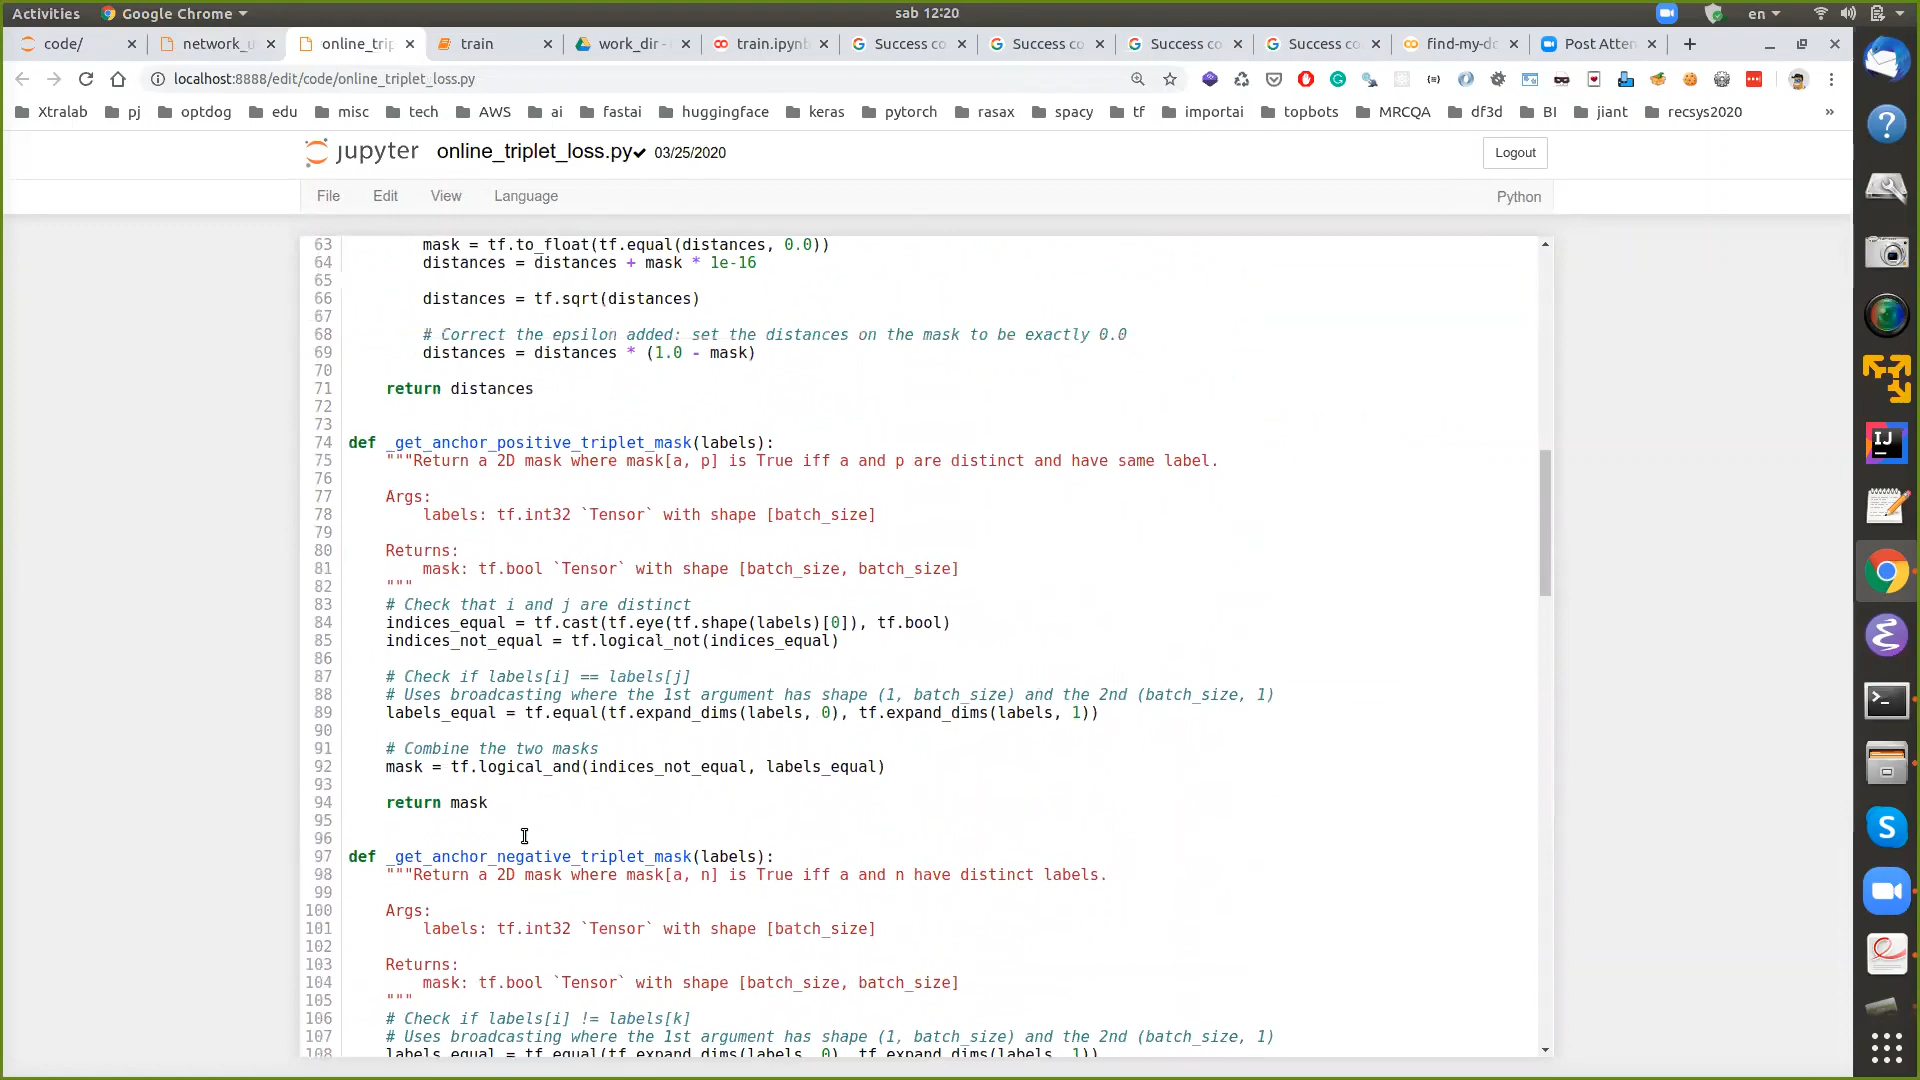 Activities Google Chrome sab 12:20 en
code/ network_u online_trip train work_dir - train.ipynb Success co Success co Success co Success co find-my-do Post Atten
localhost:8888/edit/code/online_triplet_loss.py
Xtralab pj optdog edu misc tech AWS ai fastai huggingface keras pytorch rasax spacy tf importai topbots MRCQA df3d BI jiant recsys2020 »
jupyter online_triplet_loss.py 03/25/2020 Logout
File Edit View Language Python
63 mask = tf.to_float(tf.equal(distances, 0.0))
64 distances = distances + mask * 1e-16
65
66 distances = tf.sqrt(distances)
67
68 # Correct the epsilon added: set the distances on the mask to be exactly 0.0
69 distances = distances * (1.0 - mask)
70
71 return distances
72
73
74 def _get_anchor_positive_triplet_mask(labels):
75 """Return a 2D mask where mask[a, p] is True iff a and p are distinct and have same label.
76
77 Args:
78 labels: tf.int32 `Tensor` with shape [batch_size]
79
80 Returns:
81 mask: tf.bool `Tensor` with shape [batch_size, batch_size]
82 """
83 # Check that i and j are distinct
84 indices_equal = tf.cast(tf.eye(tf.shape(labels)[0]), tf.bool)
85 indices_not_equal = tf.logical_not(indices_equal)
86
87 # Check if labels[i] == labels[j]
88 # Uses broadcasting where the 1st argument has shape (1, batch_size) and the 2nd (batch_size, 1)
89 labels_equal = tf.equal(tf.expand_dims(labels, 0), tf.expand_dims(labels, 1))
90
91 # Combine the two masks
92 mask = tf.logical_and(indices_not_equal, labels_equal)
93
94 return mask
95
96
97 def _get_anchor_negative_triplet_mask(labels):
98 """Return a 2D mask where mask[a, n] is True iff a and n have distinct labels.
99
100 Args:
101 labels: tf.int32 `Tensor` with shape [batch_size]
102
103 Returns:
104 mask: tf.bool `Tensor` with shape [batch_size, batch_size]
105 """
106 # Check if labels[i] != labels[k]
107 # Uses broadcasting where the 1st argument has shape (1, batch_size) and the 2nd (batch_size, 1)
108 labels_equal = tf.equal(tf.expand_dims(labels, 0), tf.expand_dims(labels, 1))